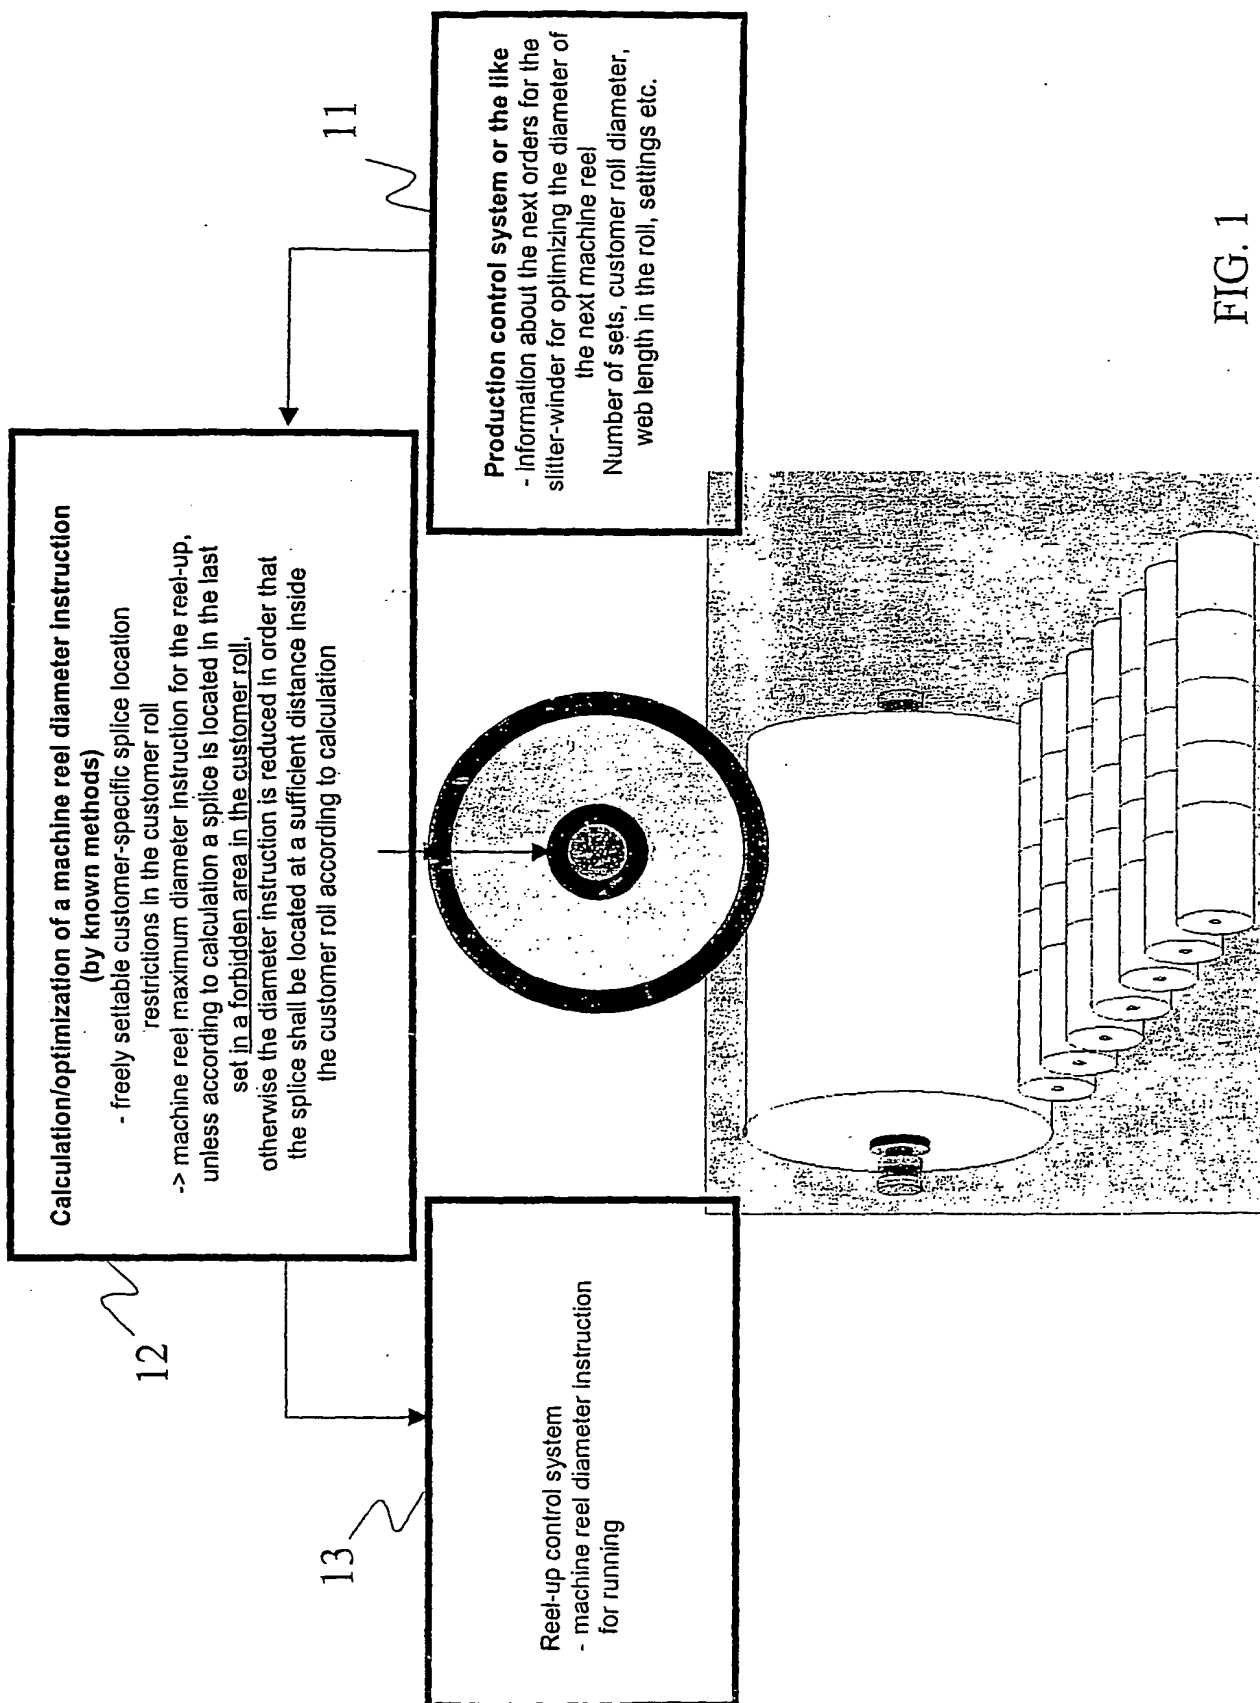 12
Calculation/optimization of a machine reel diameter instruction
(by known methods)
- freely settable customer-specific splice location
restrictions in the customer roll
-> machine reel maximum diameter instruction for the reel-up,
unless according to calculation a splice is located in the last
set in a forbidden area in the customer roll,
otherwise the diameter instruction is reduced in order that
the splice shall be located at a sufficient distance inside
the customer roll according to calculation
11
Production control system or the like
- Information about the next orders for the
slitter-winder for optimizing the diameter of
the next machine reel
Number of sets, customer roll diameter,
web length in the roll, settings etc.
13
Reel-up control system
- machine reel diameter instruction
for running
FIG. 1